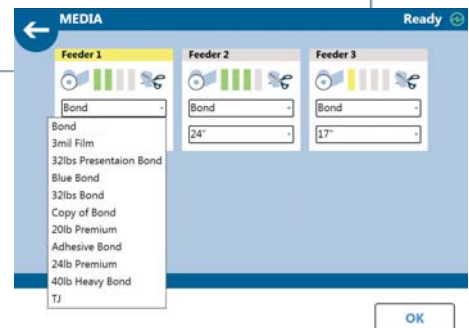 MEDIA
Ready
Feeder 1
Feeder 2
Feeder 3
Bond
Bond
Bond
24"
17"
Bond
3mil Film
32lbs Presentaion Bond
Blue Bond
32lbs Bond
Copy of Bond
20lb Premium
Adhesive Bond
24lb Premium
40lb Heavy Bond
TJ
OK